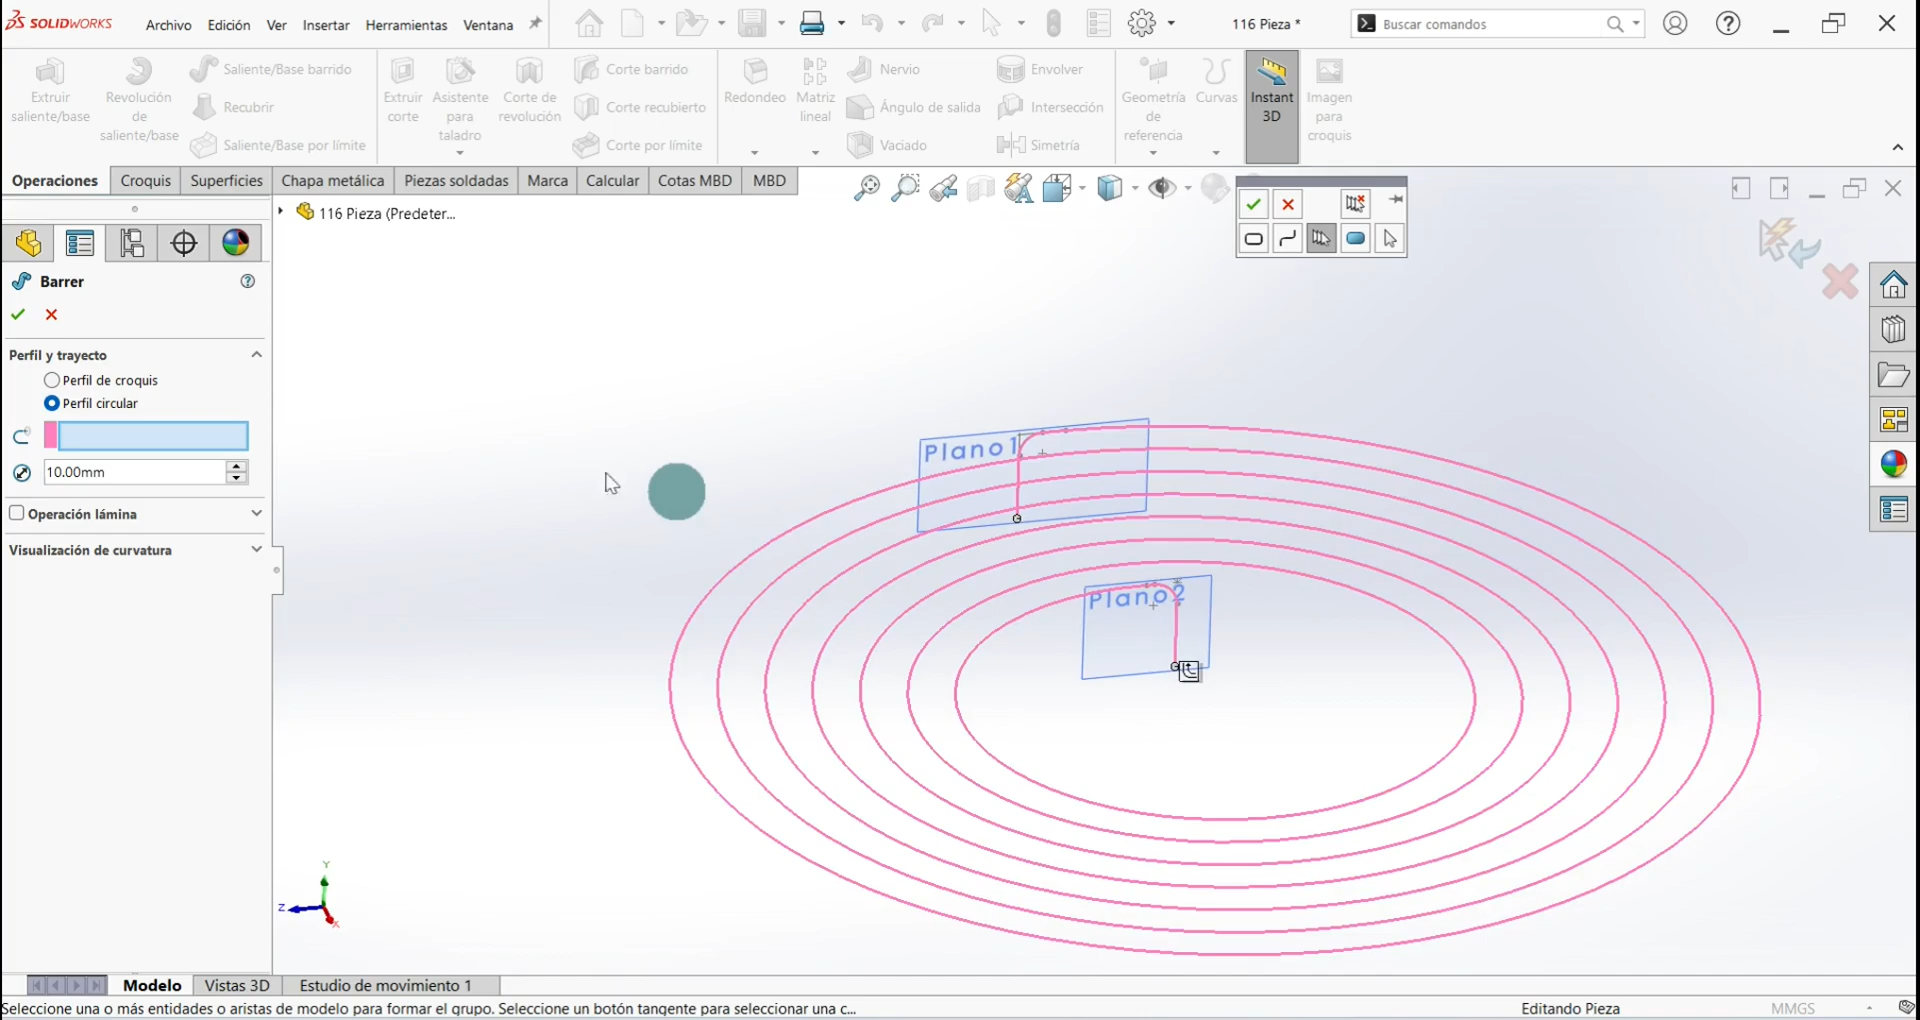 SOLIDWORKS
Archivo
Edición
Ver
Insertar
Herramientas
Ventana
116 Pieza *
Buscar comandos
Extruir
saliente/base
Revolución
de
saliente/base
Saliente/Base barrido
Recubrir
Saliente/Base por límite
Extruir
corte
Asistente
para
taladro
Corte de
revolución
Corte barrido
Corte recubierto
Corte por límite
Redondeo
Matriz
lineal
Nervio
Ángulo de salida
Vaciado
Envolver
Intersección
Simetría
Geometría
de
referencia
Curvas
Instant
3D
Imagen
para
croquis
Operaciones
Croquis
Superficies
Chapa metálica
Piezas soldadas
Marca
Calcular
Cotas MBD
MBD
116 Pieza (Predeter...
Barrer
Perfil y trayecto
Perfil de croquis
Perfil circular
10.00mm
Operación lámina
Visualización de curvatura
Plano1
Plano2
Y
Z
X
Modelo
Vistas 3D
Estudio de movimiento 1
Seleccione una o más entidades o aristas de modelo para formar el grupo. Seleccione un botón tangente para seleccionar una c...
Editando Pieza
MMGS